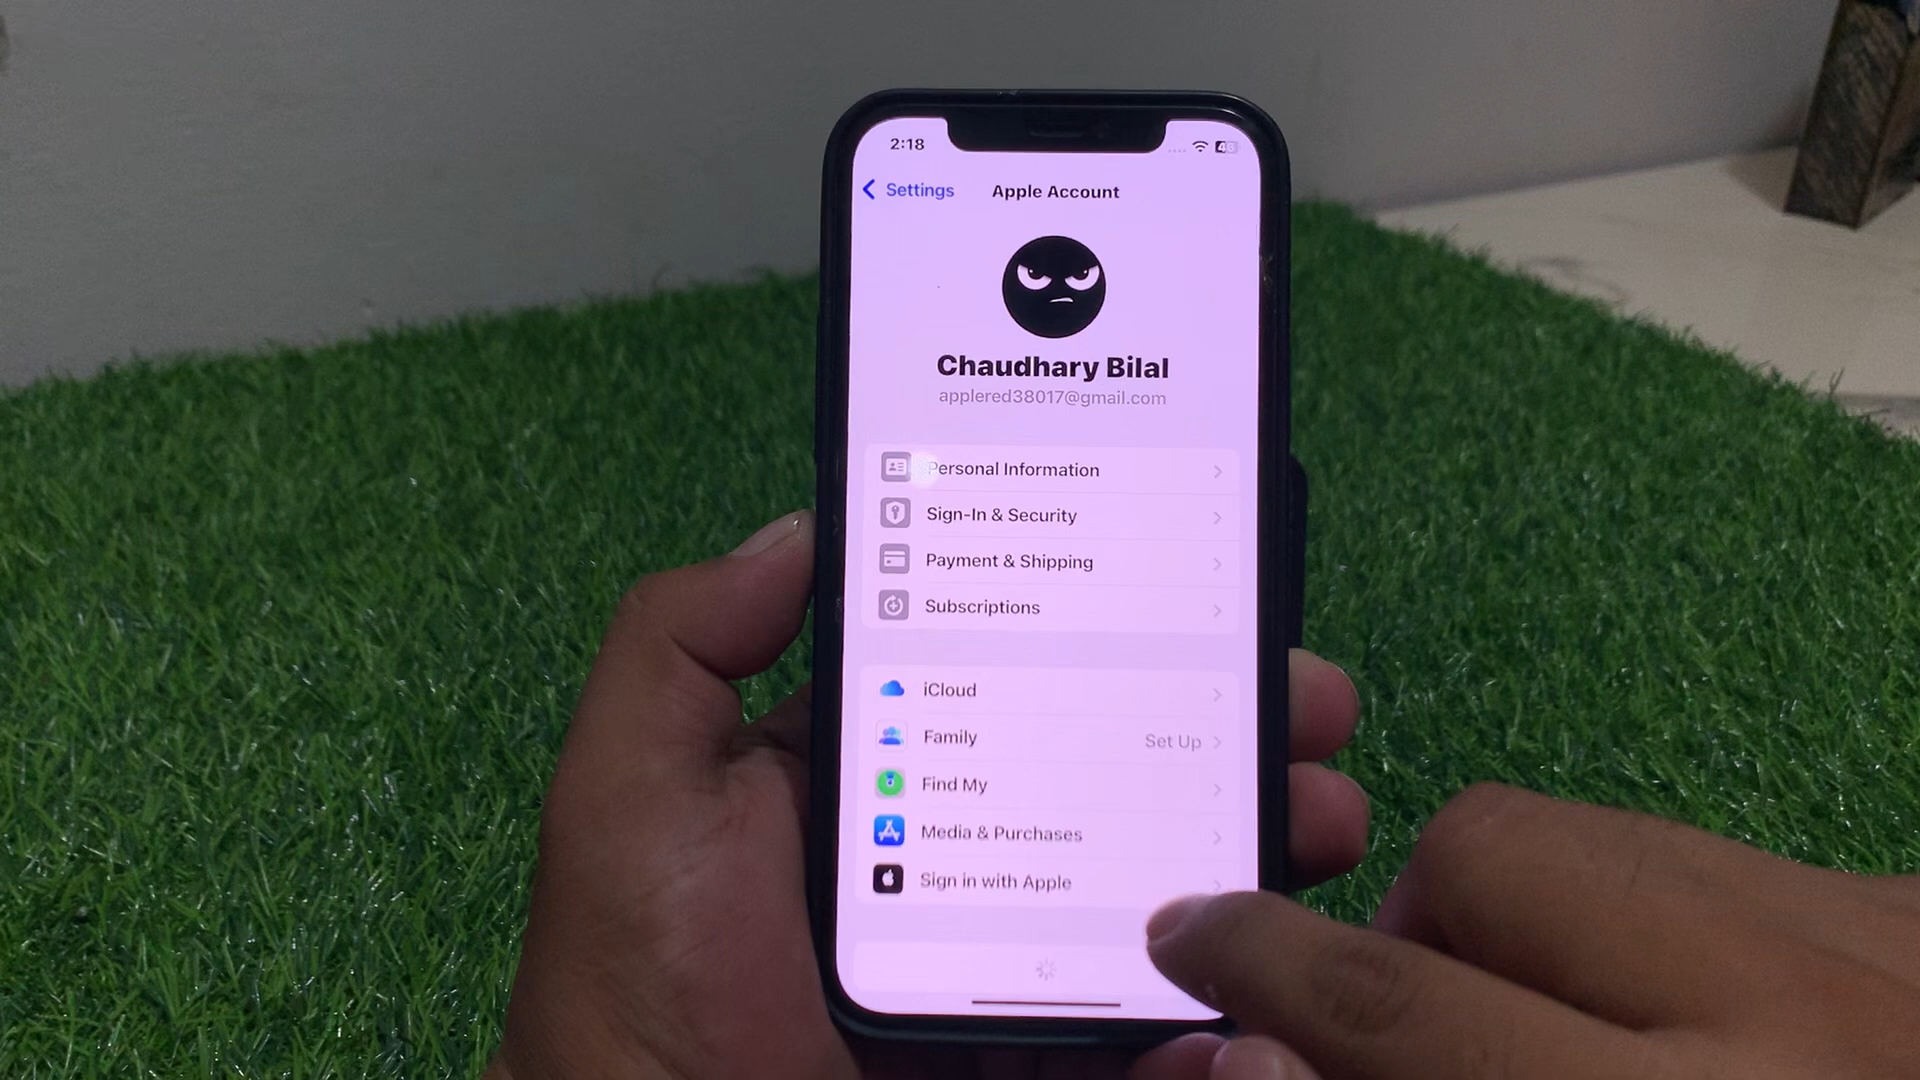 2:18
Settings
Apple Account
Chaudhary Bilal
applered38017@gmail.com
Personal Information
Sign-In & Security
Payment & Shipping
Subscriptions
iCloud
Family
Set Up
Find My
Media & Purchases
Sign in with Apple